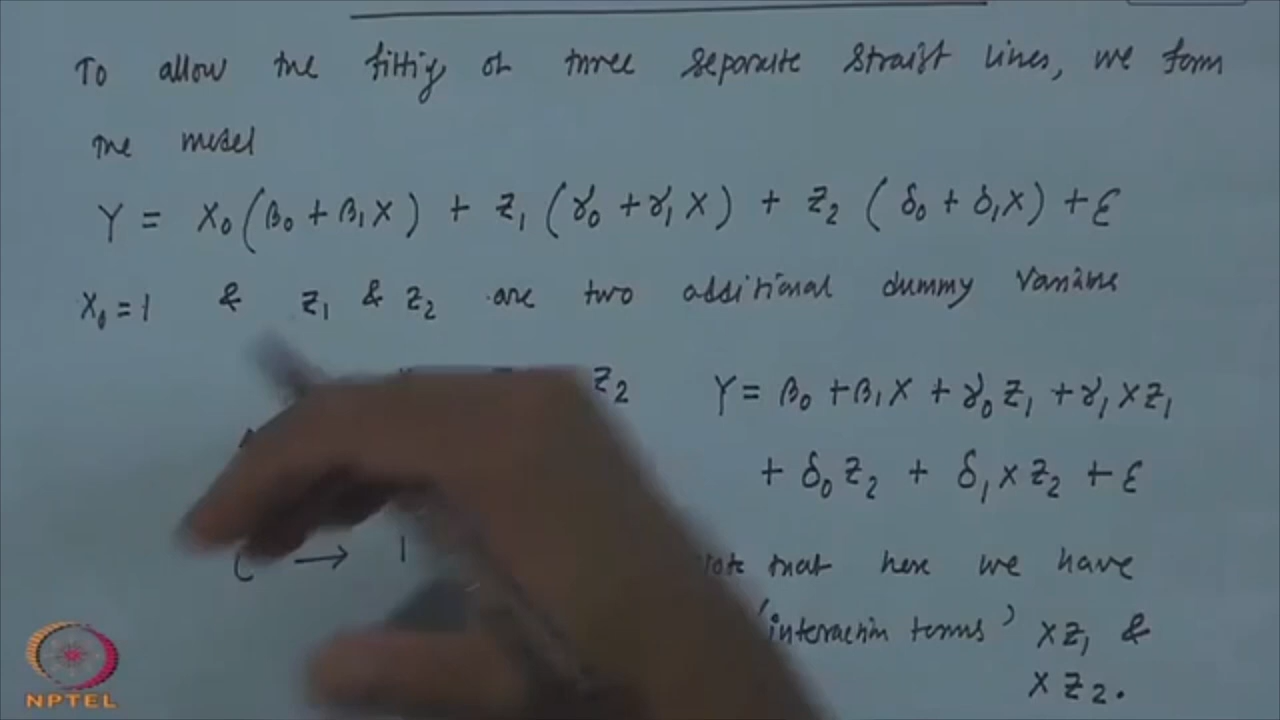 To allow the fitting of three separate straight lines, we form
the model
Y = X₀(β₀ + β₁X) + Z₁(γ₀ + γ₁X) + Z₂(δ₀ + δ₁X) + ε
X₀ = 1 & Z₁ & Z₂ are two additional dummy variable
Z₂
Y = β₀ + β₁X + γ₀Z₁ + γ₁XZ₁
+ δ₀Z₂ + δ₁XZ₂ + ε
C → 1
that here we have
'interaction terms' XZ₁ &
XZ₂.
NPTEL